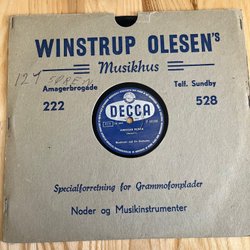 WINSTRUP OLESEN's
Musikhus
Amagerbrogade
Telf. Sundby
222
528
DECCA
Specialforretning for Grammofonplader
Noder og Musikinstrumenter